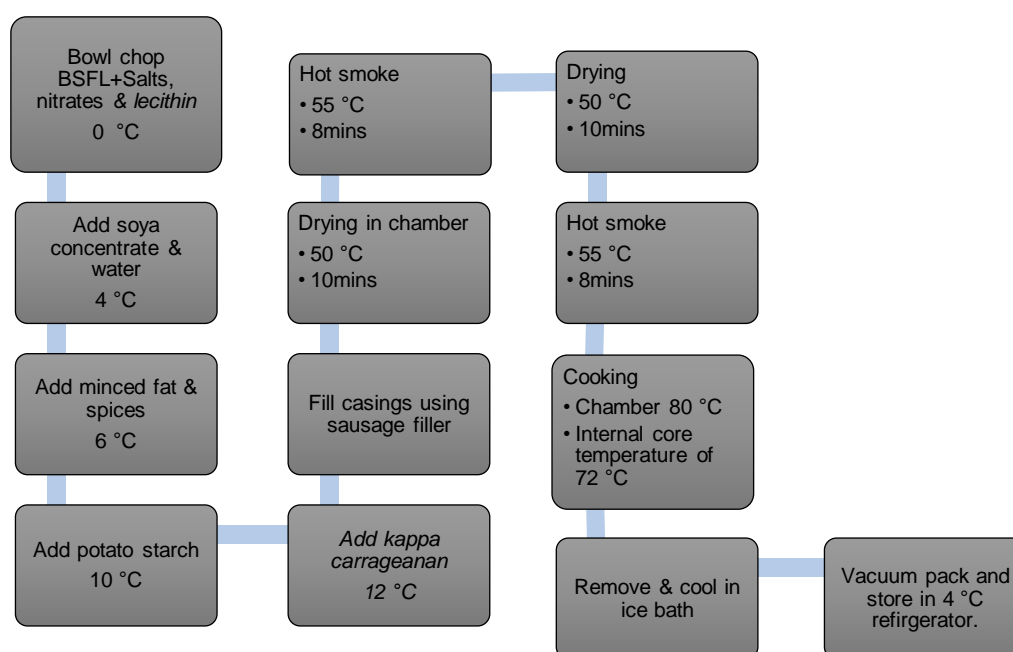 Bowl chop
BSFL+Salts,
nitrates & lecithin
0 °C
Add soya
concentrate &
water
4 °C
Add minced fat &
spices
6 °C
Add potato starch
10 °C
Add kappa
carrageanan
12 °C
Fill casings using
sausage filler
Drying in chamber
• 50 °C
• 10mins
Hot smoke
• 55 °C
• 8mins
Drying
• 50 °C
• 10mins
Hot smoke
• 55 °C
• 8mins
Cooking
• Chamber 80 °C
• Internal core
temperature of
72 °C
Remove & cool in
ice bath
Vacuum pack and
store in 4 °C
refirgerator.